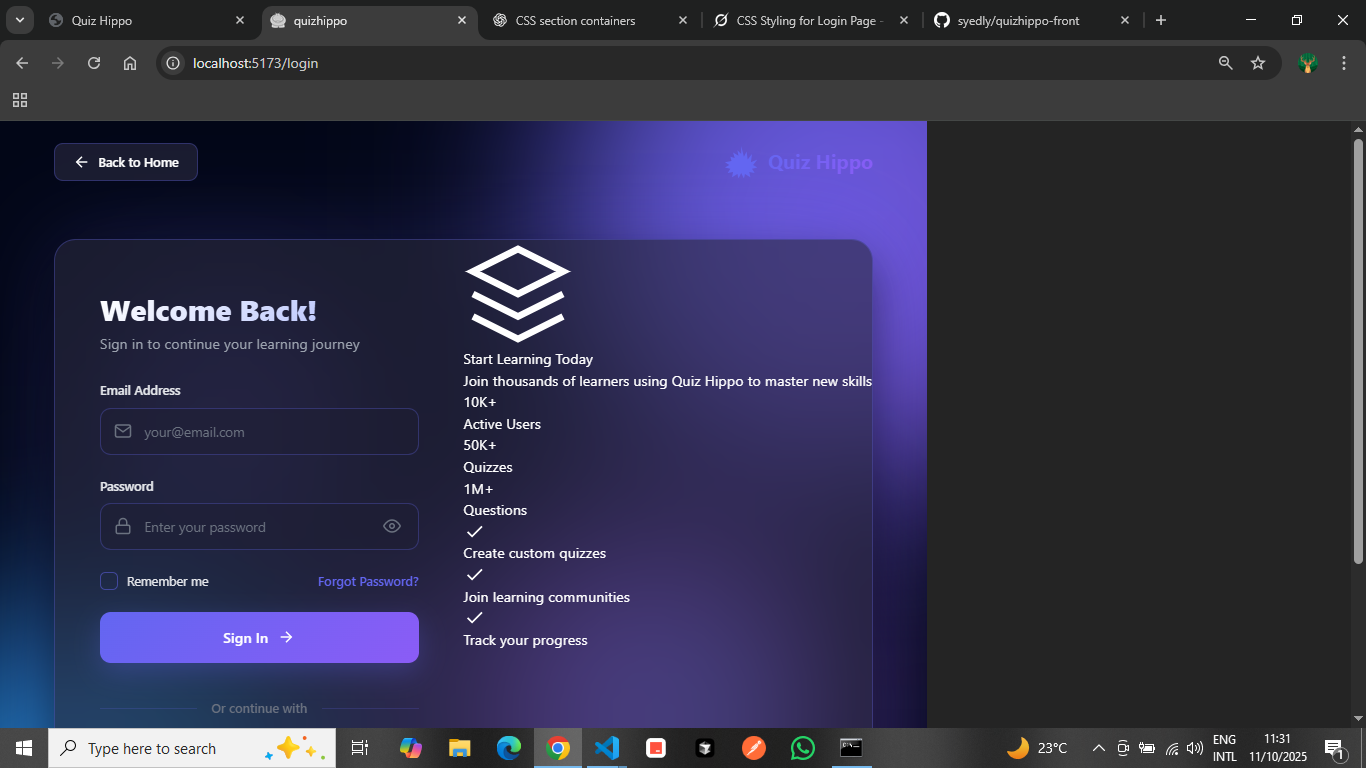 Quiz Hippo
quizhippo
CSS section containers
CSS Styling for Login Page -
syedly/quizhippo-front
localhost:5173/login
Back to Home
Quiz Hippo
Welcome Back!
Sign in to continue your learning journey
Email Address
your@email.com
Password
Enter your password
Remember me
Forgot Password?
Sign In
Or continue with
Start Learning Today
Join thousands of learners using Quiz Hippo to master new skills
10K+
Active Users
50K+
Quizzes
1M+
Questions
Create custom quizzes
Join learning communities
Track your progress
Type here to search
23°C
ENG
INTL
11:31
11/10/2025
1